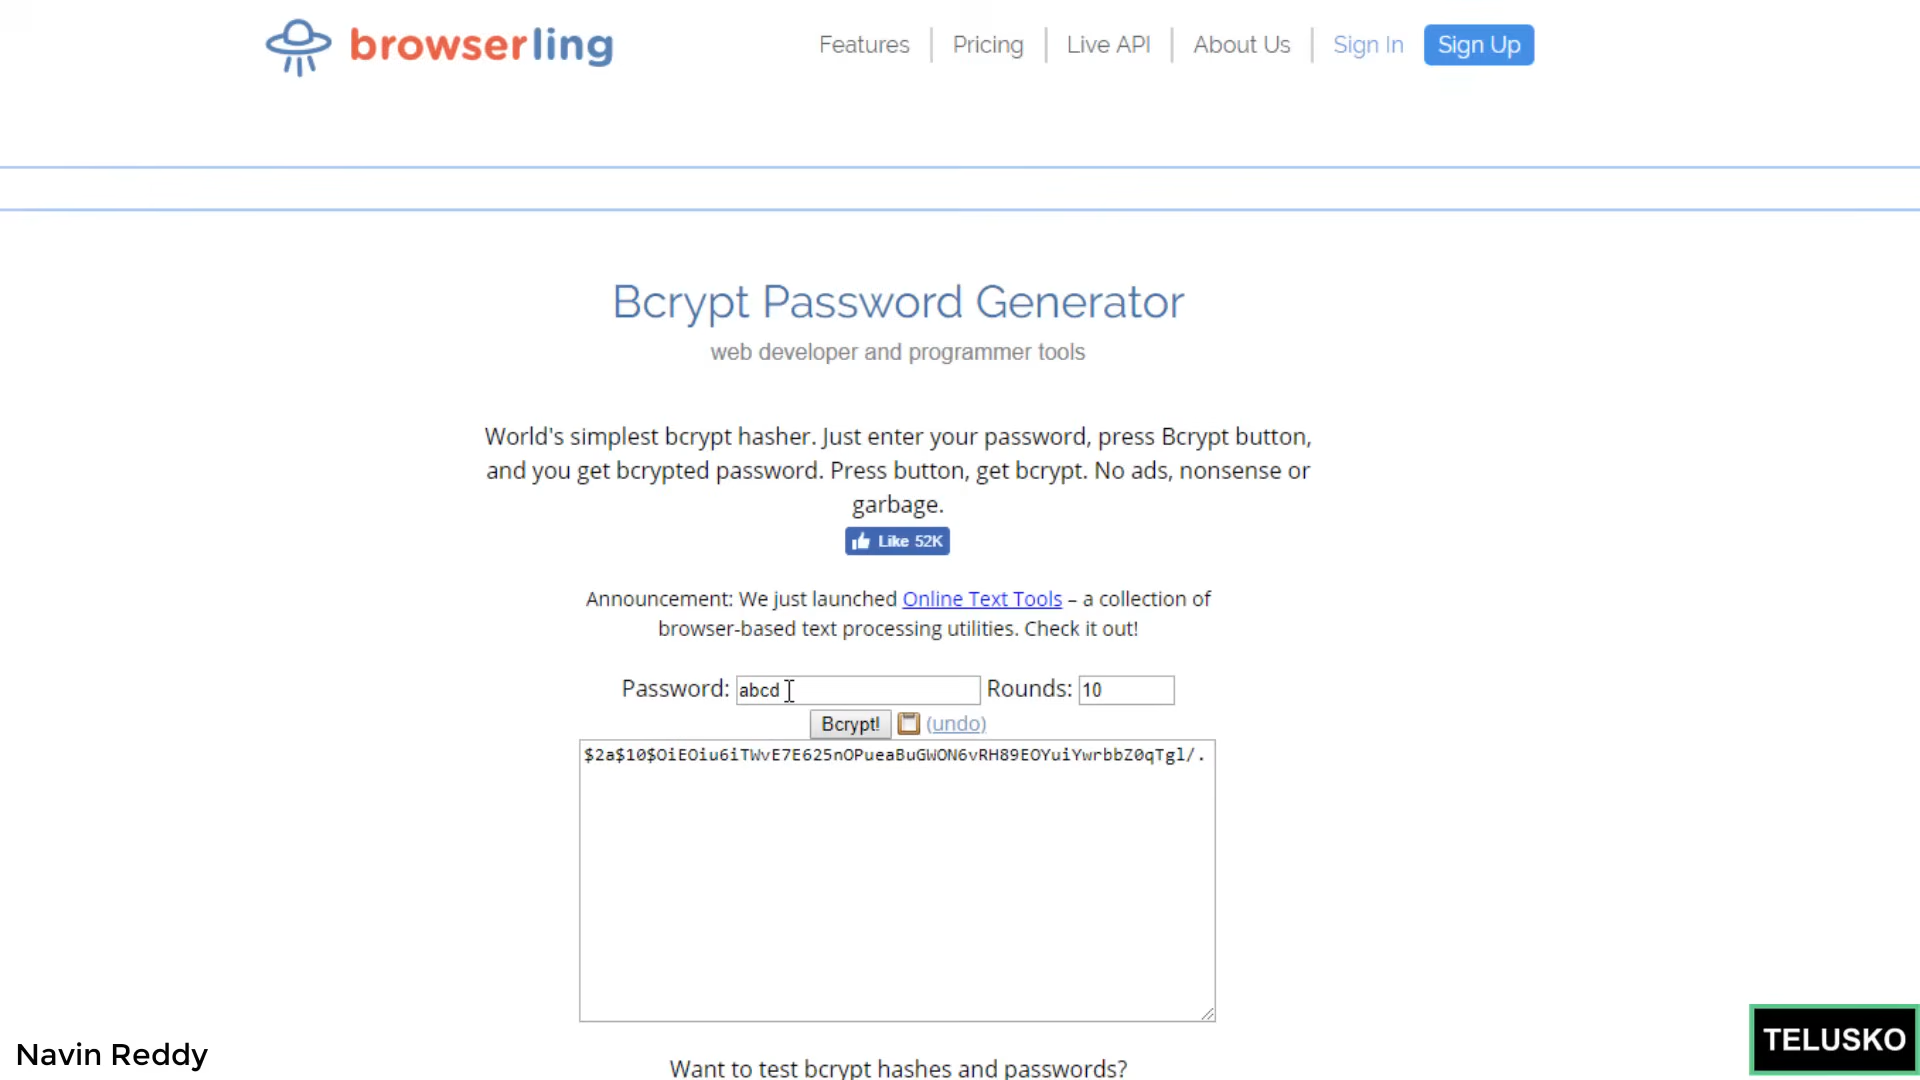 browserling Features Pricing Live API About Us Sign In Sign Up
Bcrypt Password Generator
web developer and programmer tools
World's simplest bcrypt hasher. Just enter your password, press Bcrypt button,
and you get bcrypted password. Press button, get bcrypt. No ads, nonsense or
garbage.
Like 52K
Announcement: We just launched Online Text Tools – a collection of
browser-based text processing utilities. Check it out!
Password: abcd Rounds: 10
Bcrypt! (undo)
$2a$10$OiEOiu6iTWvE7E625nOPueaBuGWON6vRH89EOYuiYwrbbZ0qTgl/.
Want to test bcrypt hashes and passwords?
Navin Reddy
TELUSKO